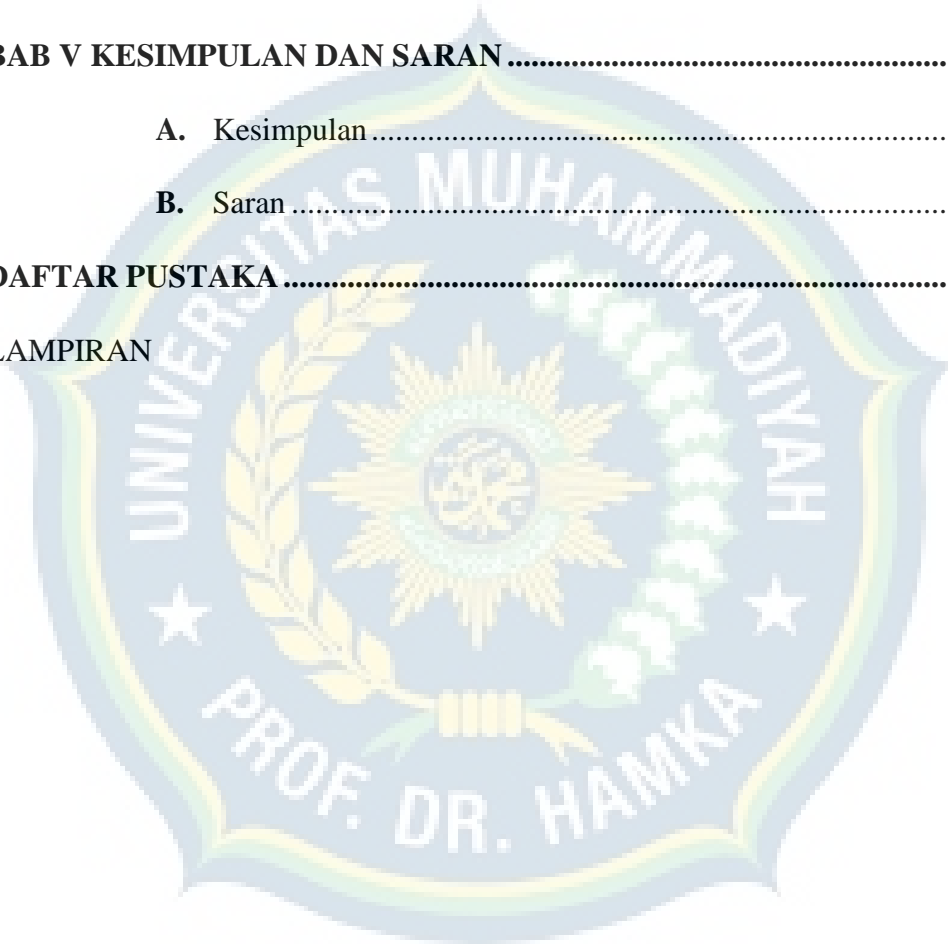 BAB V KESIMPULAN DAN SARAN ........................................................
A. Kesimpulan ........................................................................
B. Saran ..................................................................................
DAFTAR PUSTAKA ...................................................................................
LAMPIRAN
UNIVERSITAS MUHAMMADIYAH
PROF. DR. HAMKA